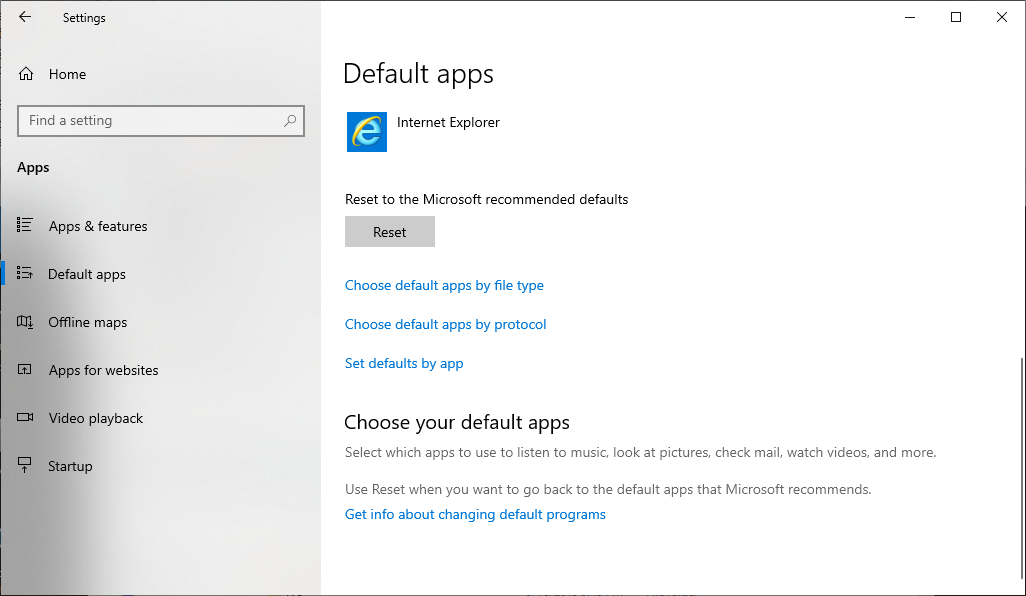 Settings
Home
Find a setting
Apps
Apps & features
Default apps
Offline maps
Apps for websites
Video playback
Startup
Default apps
Internet Explorer
Reset to the Microsoft recommended defaults
Reset
Choose default apps by file type
Choose default apps by protocol
Set defaults by app
Choose your default apps
Select which apps to use to listen to music, look at pictures, check mail, watch videos, and more.
Use Reset when you want to go back to the default apps that Microsoft recommends.
Get info about changing default programs